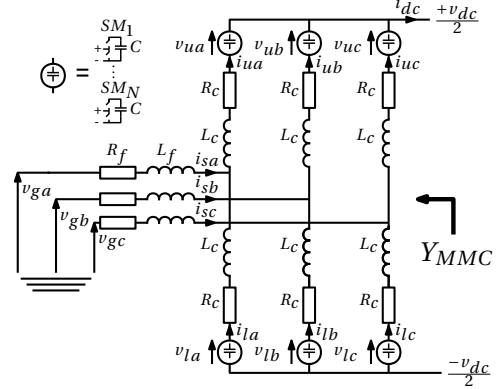 i_dc +v_dc/2
SM_1
+ - C
SM_N
+ - C
=
v_ua v_ub v_uc
i_ua i_ub i_uc
R_c R_c R_c
L_c L_c L_c
R_f L_f i_sa
v_ga i_sb
v_gb i_sc
v_gc
Y_MMC
L_c L_c L_c
R_c R_c R_c
i_la i_lb i_lc
v_la v_lb v_lc
-v_dc/2